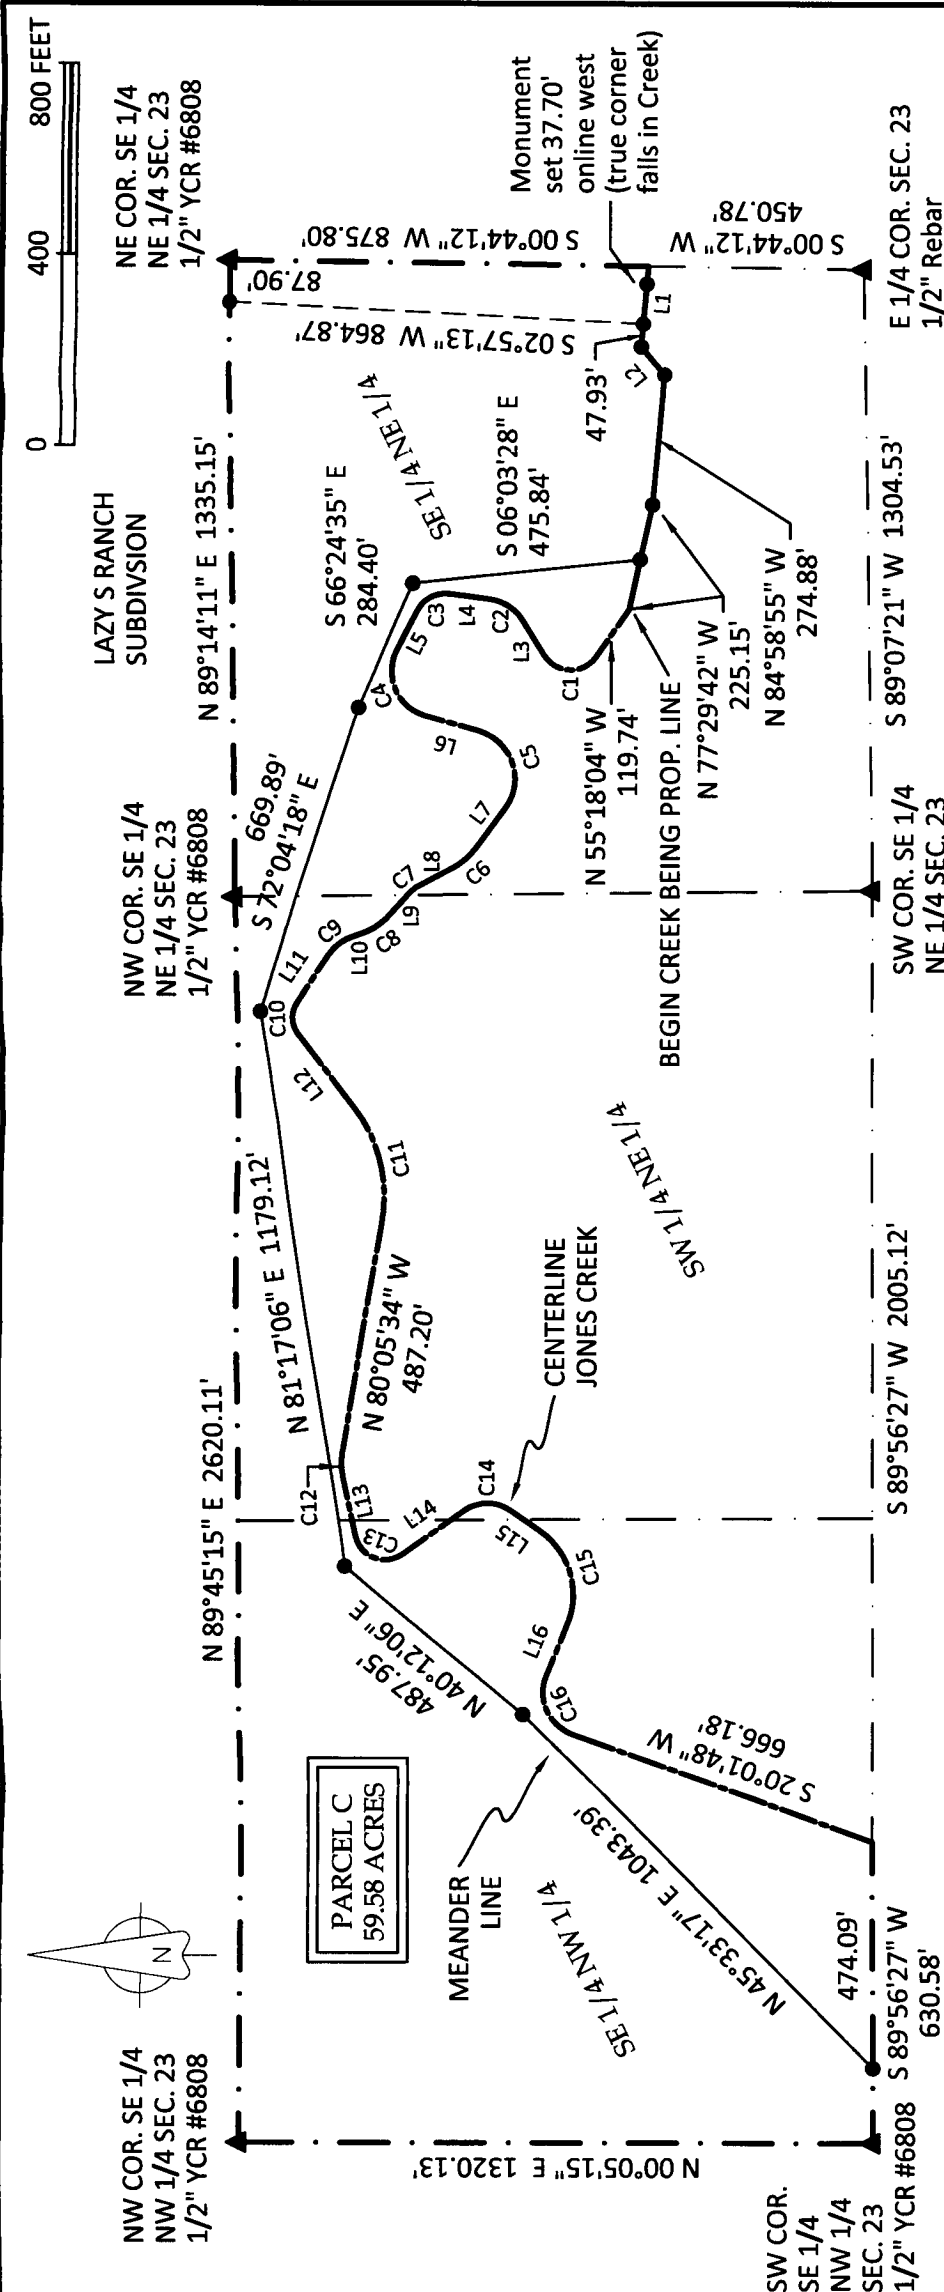 NW COR. SE 1/4
NW 1/4 SEC. 23
1/2" YCR #6808
N
N 89°45'15" E 2620.11'
NW COR. SE 1/4
NE 1/4 SEC. 23
1/2" YCR #6808
LAZY S RANCH
SUBDIVSION
N 89°14'11" E 1335.15'
0 400 800 FEET
NE COR. SE 1/4
NE 1/4 SEC. 23
1/2" YCR #6808
87.90'
S 00°44'12" W 875.80'
S 02°57'13" W 864.87'
Monument
set 37.70'
online west
(true corner
falls in Creek)
S 00°44'12" W
450.78'
E 1/4 COR. SEC. 23
1/2" Rebar
L1
47.93'
L2
N 84°58'55" W
274.88'
N 77°29'42" W
225.15'
BEGIN CREEK BEING PROP. LINE
N 55°18'04" W
119.74'
SE 1/4 NE 1/4
S 06°03'28" E
475.84'
S 66°24'35" E
284.40'
669.89'
S 72°04'18" E
N 81°17'06" E 1179.12'
C1
L3
C2
L4
C3
L5
C4
L6
C5
L7
C6
L8
C7
L9
C8
L10
C9
L11
C10
L12
C11
N 80°05'34" W
487.20'
C12
L13
C13
L14
C14
L15
C15
L16
C16
CENTERLINE
JONES CREEK
SW 1/4 NE 1/4
487.95'
N 40°12'06" E
PARCEL C
59.58 ACRES
MEANDER
LINE
N 45°33'17" E 1043.39'
S 20°01'48" W
666.18'
SE 1/4 NW 1/4
N 00°05'15" E 1320.13'
SW COR.
SE 1/4
NW 1/4
SEC. 23
1/2" YCR #6808
474.09'
S 89°56'27" W
630.58'
S 89°56'27" W 2005.12'
SW COR. SE 1/4
NE 1/4 SEC. 23
S 89°07'21" W 1304.53'